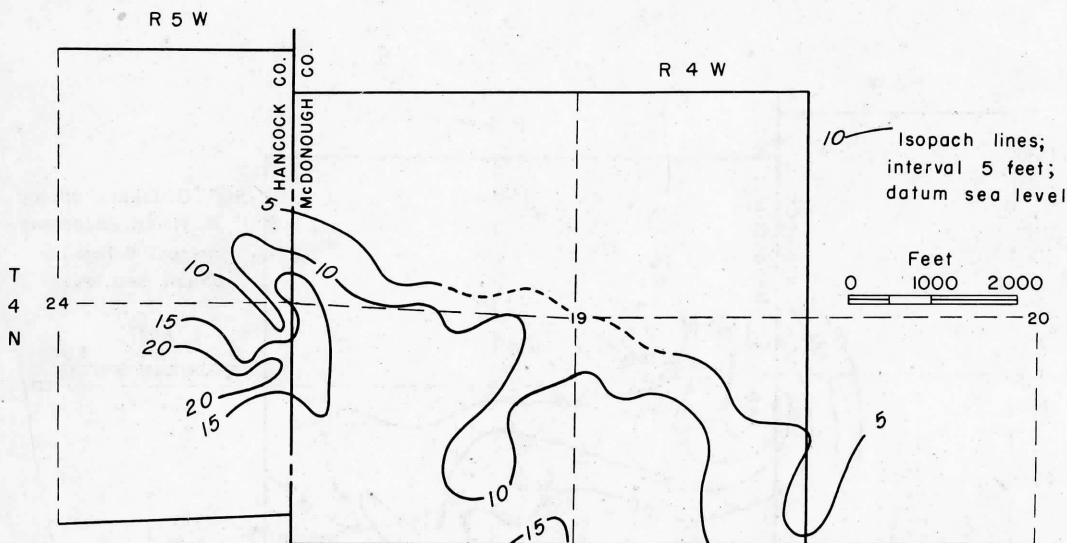 R 5 W
R 4 W
HANCOCK CO.
McDONOUGH CO.
10 Isopach lines;
interval 5 feet;
datum sea level
Feet
0 1000 2000
T
4
N
24
19
20
5
10
10
15
20
20
15
10
15
5